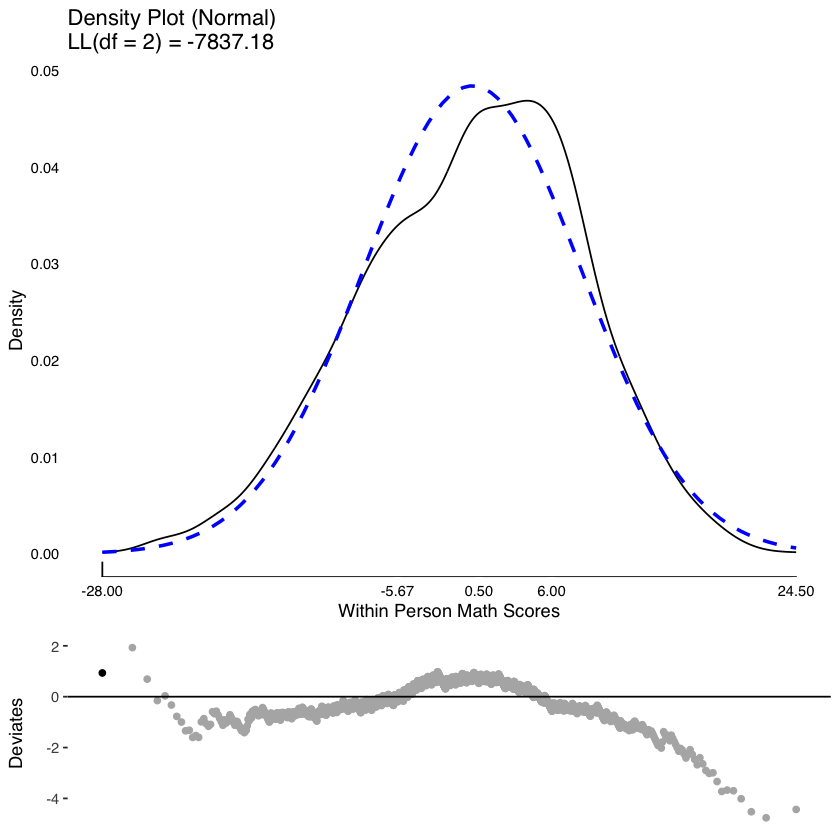 Density Plot (Normal)
LL(df = 2) = -7837.18
0.05
0.04
0.03
0.02
0.01
0.00
Density
-28.00 -5.67 0.50 6.00 24.50
Within Person Math Scores
2
0
-2
-4
Deviates